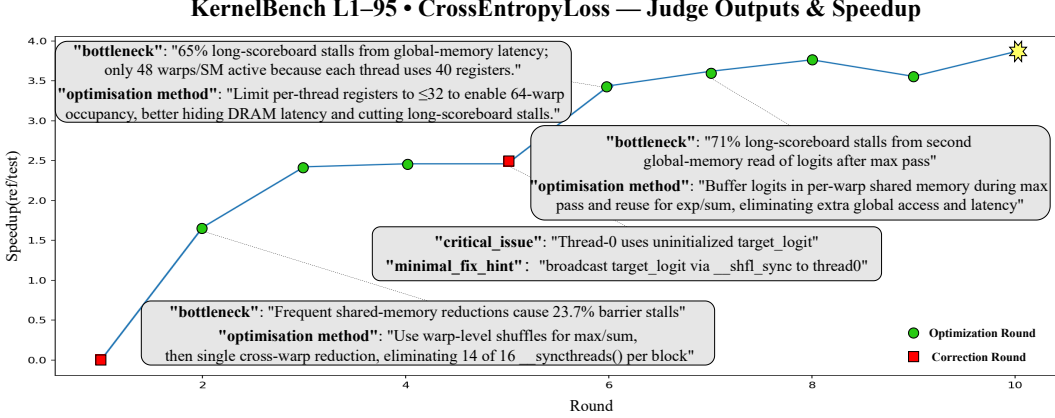 KernelBench L1–95 • CrossEntropyLoss — Judge Outputs & Speedup
Speedup(ref/test)
4.0
3.5
3.0
2.5
2.0
1.5
1.0
0.5
0.0
"bottleneck": "65% long-scoreboard stalls from global-memory latency;
only 48 warps/SM active because each thread uses 40 registers."
"optimisation method": "Limit per-thread registers to ≤32 to enable 64-warp
occupancy, better hiding DRAM latency and cutting long-scoreboard stalls."
"bottleneck": "71% long-scoreboard stalls from second
global-memory read of logits after max pass"
"optimisation method": "Buffer logits in per-warp shared memory during max
pass and reuse for exp/sum, eliminating extra global access and latency"
"critical_issue": "Thread-0 uses uninitialized target_logit"
"minimal_fix_hint": "broadcast target_logit via __shfl_sync to thread0"
"bottleneck": "Frequent shared-memory reductions cause 23.7% barrier stalls"
"optimisation method": "Use warp-level shuffles for max/sum,
then single cross-warp reduction, eliminating 14 of 16 __syncthreads() per block"
Optimization Round
Correction Round
2
4
6
8
10
Round